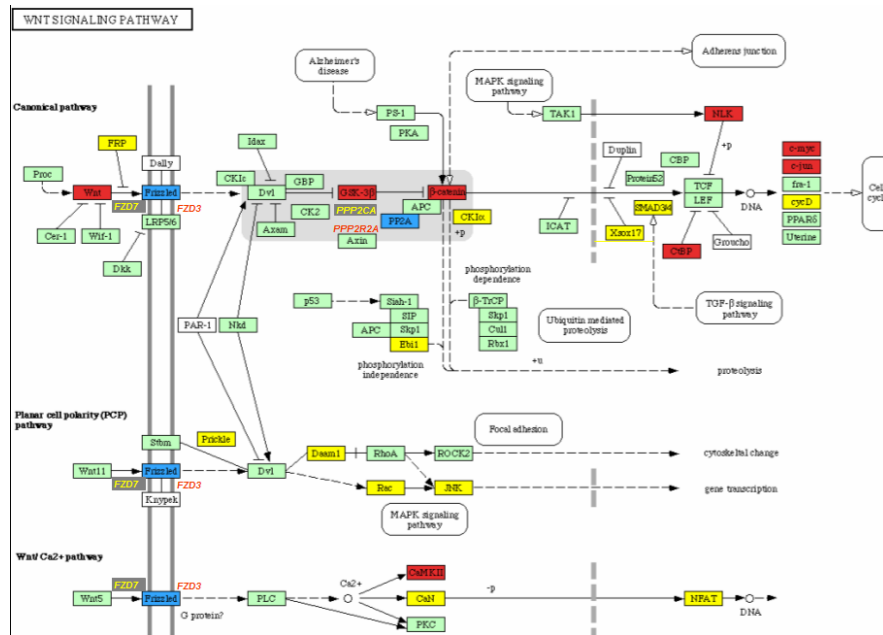 WNT SIGNALING PATHWAY
Alzheimer's
disease
Adherens junction
MAPK signaling
pathway
Canonical pathway
PS-1
TAK1
NLK
FRP
Dally
Idax
PKA
Duplin
+p
c-myc
Proc
CKIε
GBP
Protein52
CBP
c-jun
Wnt
Frizzled
Dvl
GSK-3β
β-catenin
TCF
fra-1
Cell
cycle
FZD7
FZD3
CK2
PPP2CA
APC
SMAD3/4
LEF
DNA
cycD
LRP5/6
PP2A
CKIα
PPARδ
Cer-1
Wif-1
Axam
PPP2R2A
+p
ICAT
Xsox17
Groucho
Uterine
Axin
CtBP
Dkk
phosphorylation
dependence
p53
Siah-1
β-TrCP
TGF-β signaling
pathway
PAR-1
Nkd
SIP
Skp1
Ubiquitin mediated
proteolysis
APC
Skp1
Cul1
Ebi1
Rbx1
phosphorylation
independence
+u
proteolysis
Planar cell polarity (PCP)
pathway
Stbm
Prickle
Focal adhesion
Daam1
RhoA
ROCK2
cytoskeltal change
Wnt11
Frizzled
Dvl
FZD7
FZD3
Rac
JNK
gene transcription
Knypek
MAPK signaling
pathway
Wnt/ Ca2+ pathway
CaMKII
FZD7
FZD3
Ca2+
-p
Wnt5
Frizzled
PLC
CaN
NFAT
DNA
G protein?
PKC